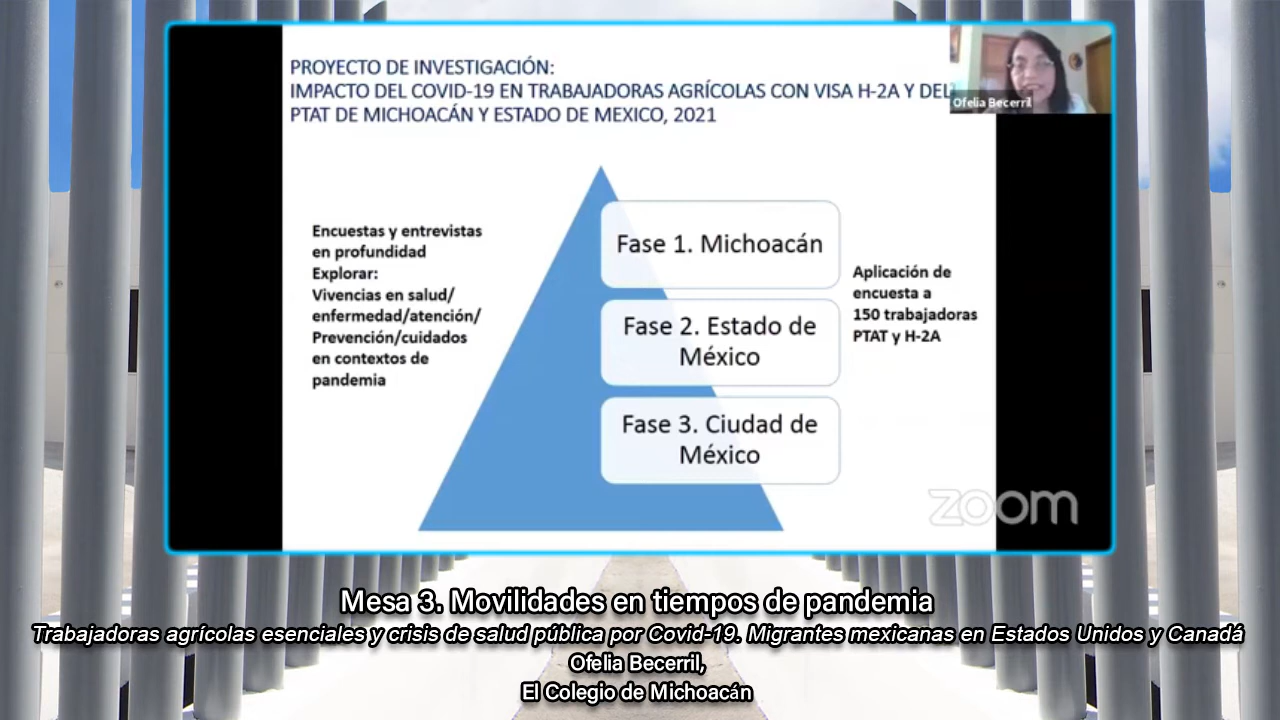 PROYECTO DE INVESTIGACIÓN:
IMPACTO DEL COVID-19 EN TRABAJADORAS AGRÍCOLAS CON VISA H-2A Y DEL
PTAT DE MICHOACÁN Y ESTADO DE MEXICO, 2021
Ofelia Becerril
Encuestas y entrevistas
en profundidad
Explorar:
Vivencias en salud/
enfermedad/atención/
Prevención/cuidados
en contextos de
pandemia
Fase 1. Michoacán
Fase 2. Estado de
México
Fase 3. Ciudad de
México
Aplicación de
encuesta a
150 trabajadoras
PTAT y H-2A
zoom
Mesa 3. Movilidades en tiempos de pandemia
Trabajadoras agrícolas esenciales y crisis de salud pública por Covid-19. Migrantes mexicanas en Estados Unidos y Canadá
Ofelia Becerril,
El Colegio de Michoacán